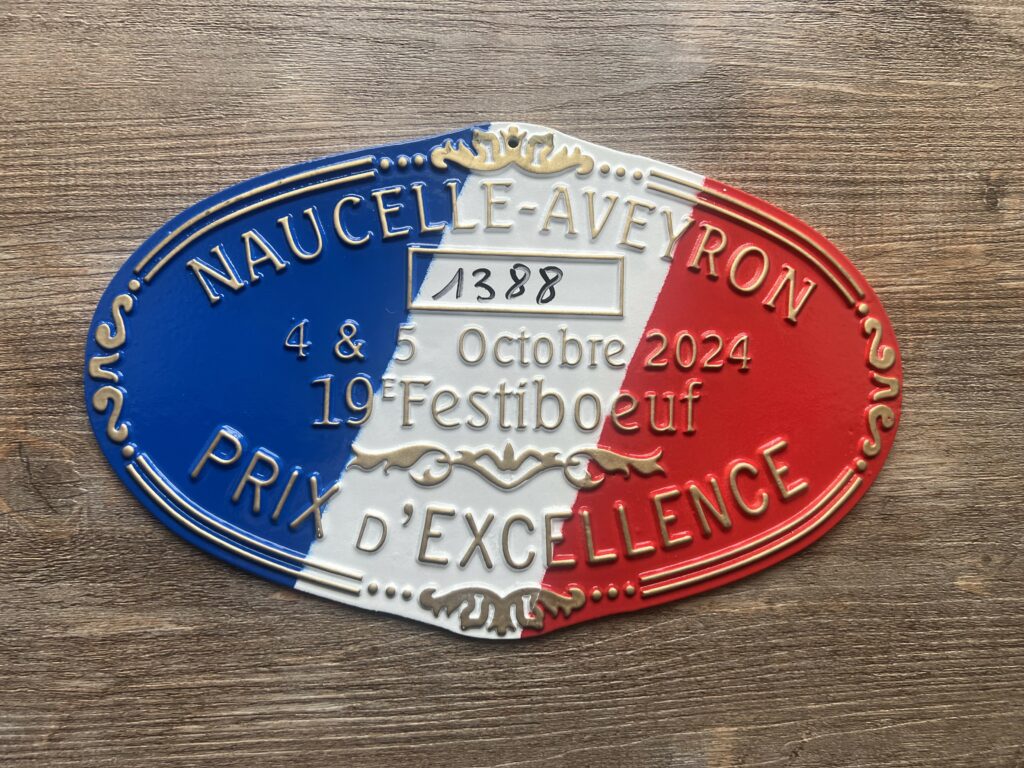 NAUCELLE-AVEYRON
1388
4 & 5 Octobre 2024
19E Festiboeuf
PRIX D'EXCELLENCE